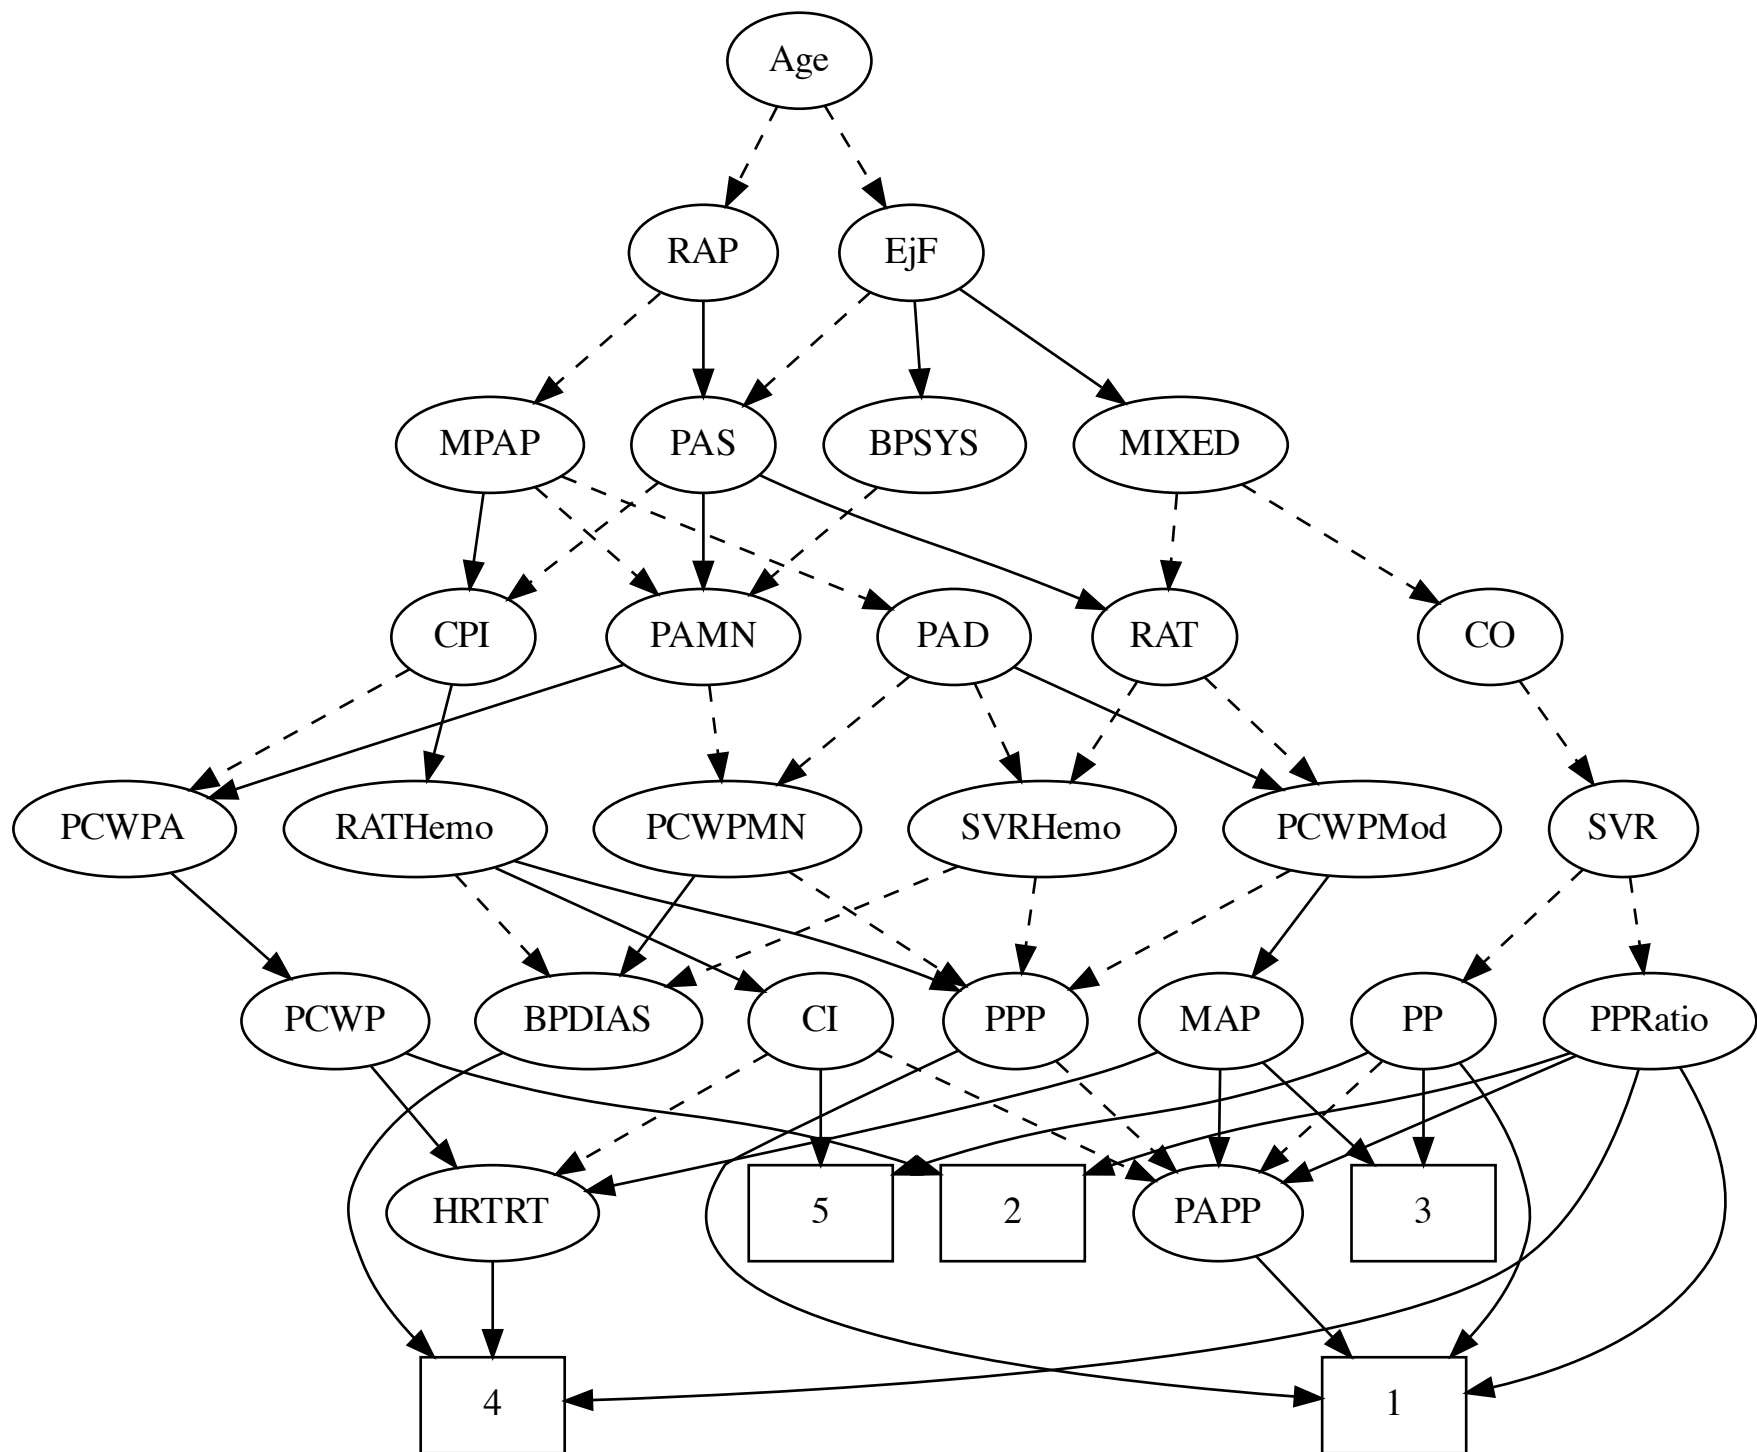 Age
RAP
EjF
MPAP
PAS
BPSYS
MIXED
CPI
PAMN
PAD
RAT
CO
PCWPA
RATHemo
PCWPMN
SVRHemo
PCWPMod
SVR
PCWP
BPDIAS
CI
PPP
MAP
PP
PPRatio
HRTRT
5
2
PAPP
3
4
1